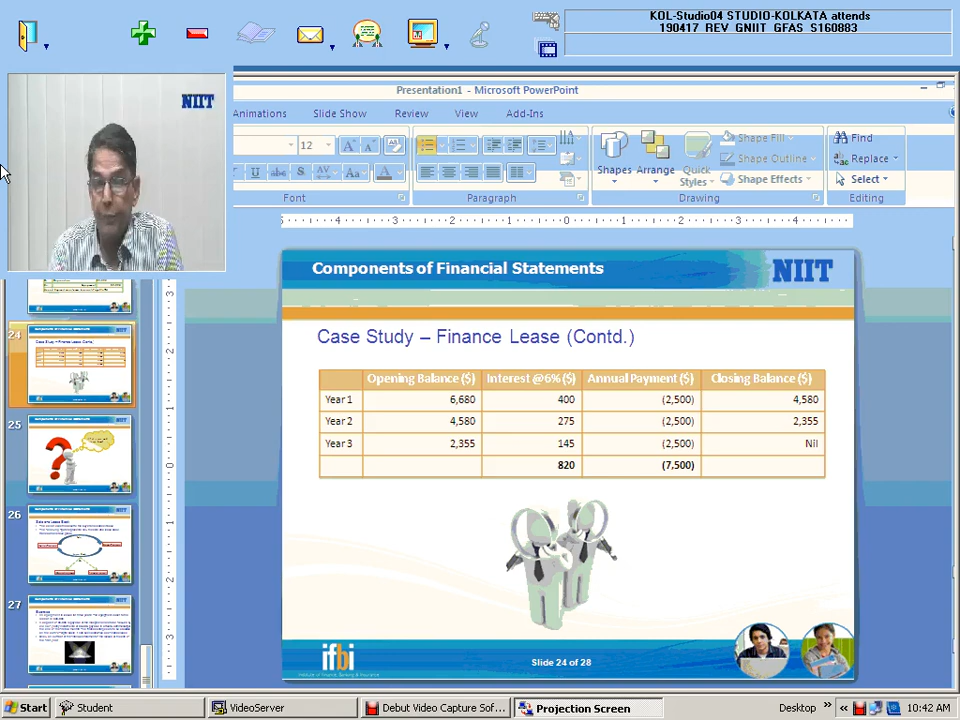 KOL-Studio04 STUDIO-KOLKATA attends
190417 REV GNIIT GFAS S160883
NIIT
Presentation1 - Microsoft PowerPoint
Animations Slide Show Review View Add-Ins
12
Shapes Arrange Quick Styles
Shape Fill
Shape Outline
Shape Effects
Find
Replace
Select
Font Paragraph Drawing Editing
Components of Financial Statements
NIIT
Case Study – Finance Lease (Contd.)
Opening Balance ($) Interest @6% ($) Annual Payment ($) Closing Balance ($)
Year 1 6,680 400 (2,500) 4,580
Year 2 4,580 275 (2,500) 2,355
Year 3 2,355 145 (2,500) Nil
820 (7,500)
ifbi
Institute of Finance, Banking & Insurance
Slide 24 of 28
24
25
26
27
Start Student VideoServer Debut Video Capture Sof... Projection Screen Desktop 10:42 AM